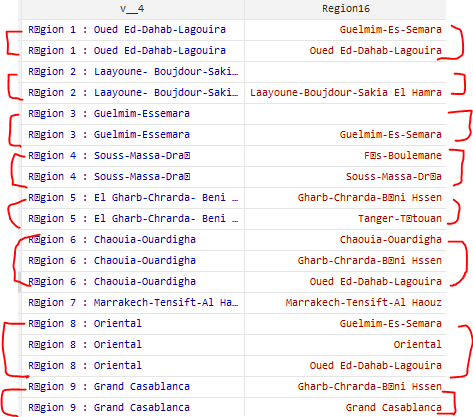 v__4 Region16
R�gion 1 : Oued Ed-Dahab-Lagouira Guelmim-Es-Semara
R�gion 1 : Oued Ed-Dahab-Lagouira Oued Ed-Dahab-Lagouira
R�gion 2 : Laayoune- Boujdour-Saki…
R�gion 2 : Laayoune- Boujdour-Saki… Laayoune-Boujdour-Sakia El Hamra
R�gion 3 : Guelmim-Essemara
R�gion 3 : Guelmim-Essemara Guelmim-Es-Semara
R�gion 4 : Souss-Massa-Dra� F�s-Boulemane
R�gion 4 : Souss-Massa-Dra� Souss-Massa-Dr�a
R�gion 5 : El Gharb-Chrarda- Beni … Gharb-Chrarda-B�ni Hssen
R�gion 5 : El Gharb-Chrarda- Beni … Tanger-T�touan
R�gion 6 : Chaouia-Ouardigha Chaouia-Ouardigha
R�gion 6 : Chaouia-Ouardigha Gharb-Chrarda-B�ni Hssen
R�gion 6 : Chaouia-Ouardigha Oued Ed-Dahab-Lagouira
R�gion 7 : Marrakech-Tensift-Al Ha… Marrakech-Tensift-Al Haouz
R�gion 8 : Oriental Guelmim-Es-Semara
R�gion 8 : Oriental Oriental
R�gion 8 : Oriental Oued Ed-Dahab-Lagouira
R�gion 9 : Grand Casablanca Gharb-Chrarda-B�ni Hssen
R�gion 9 : Grand Casablanca Grand Casablanca